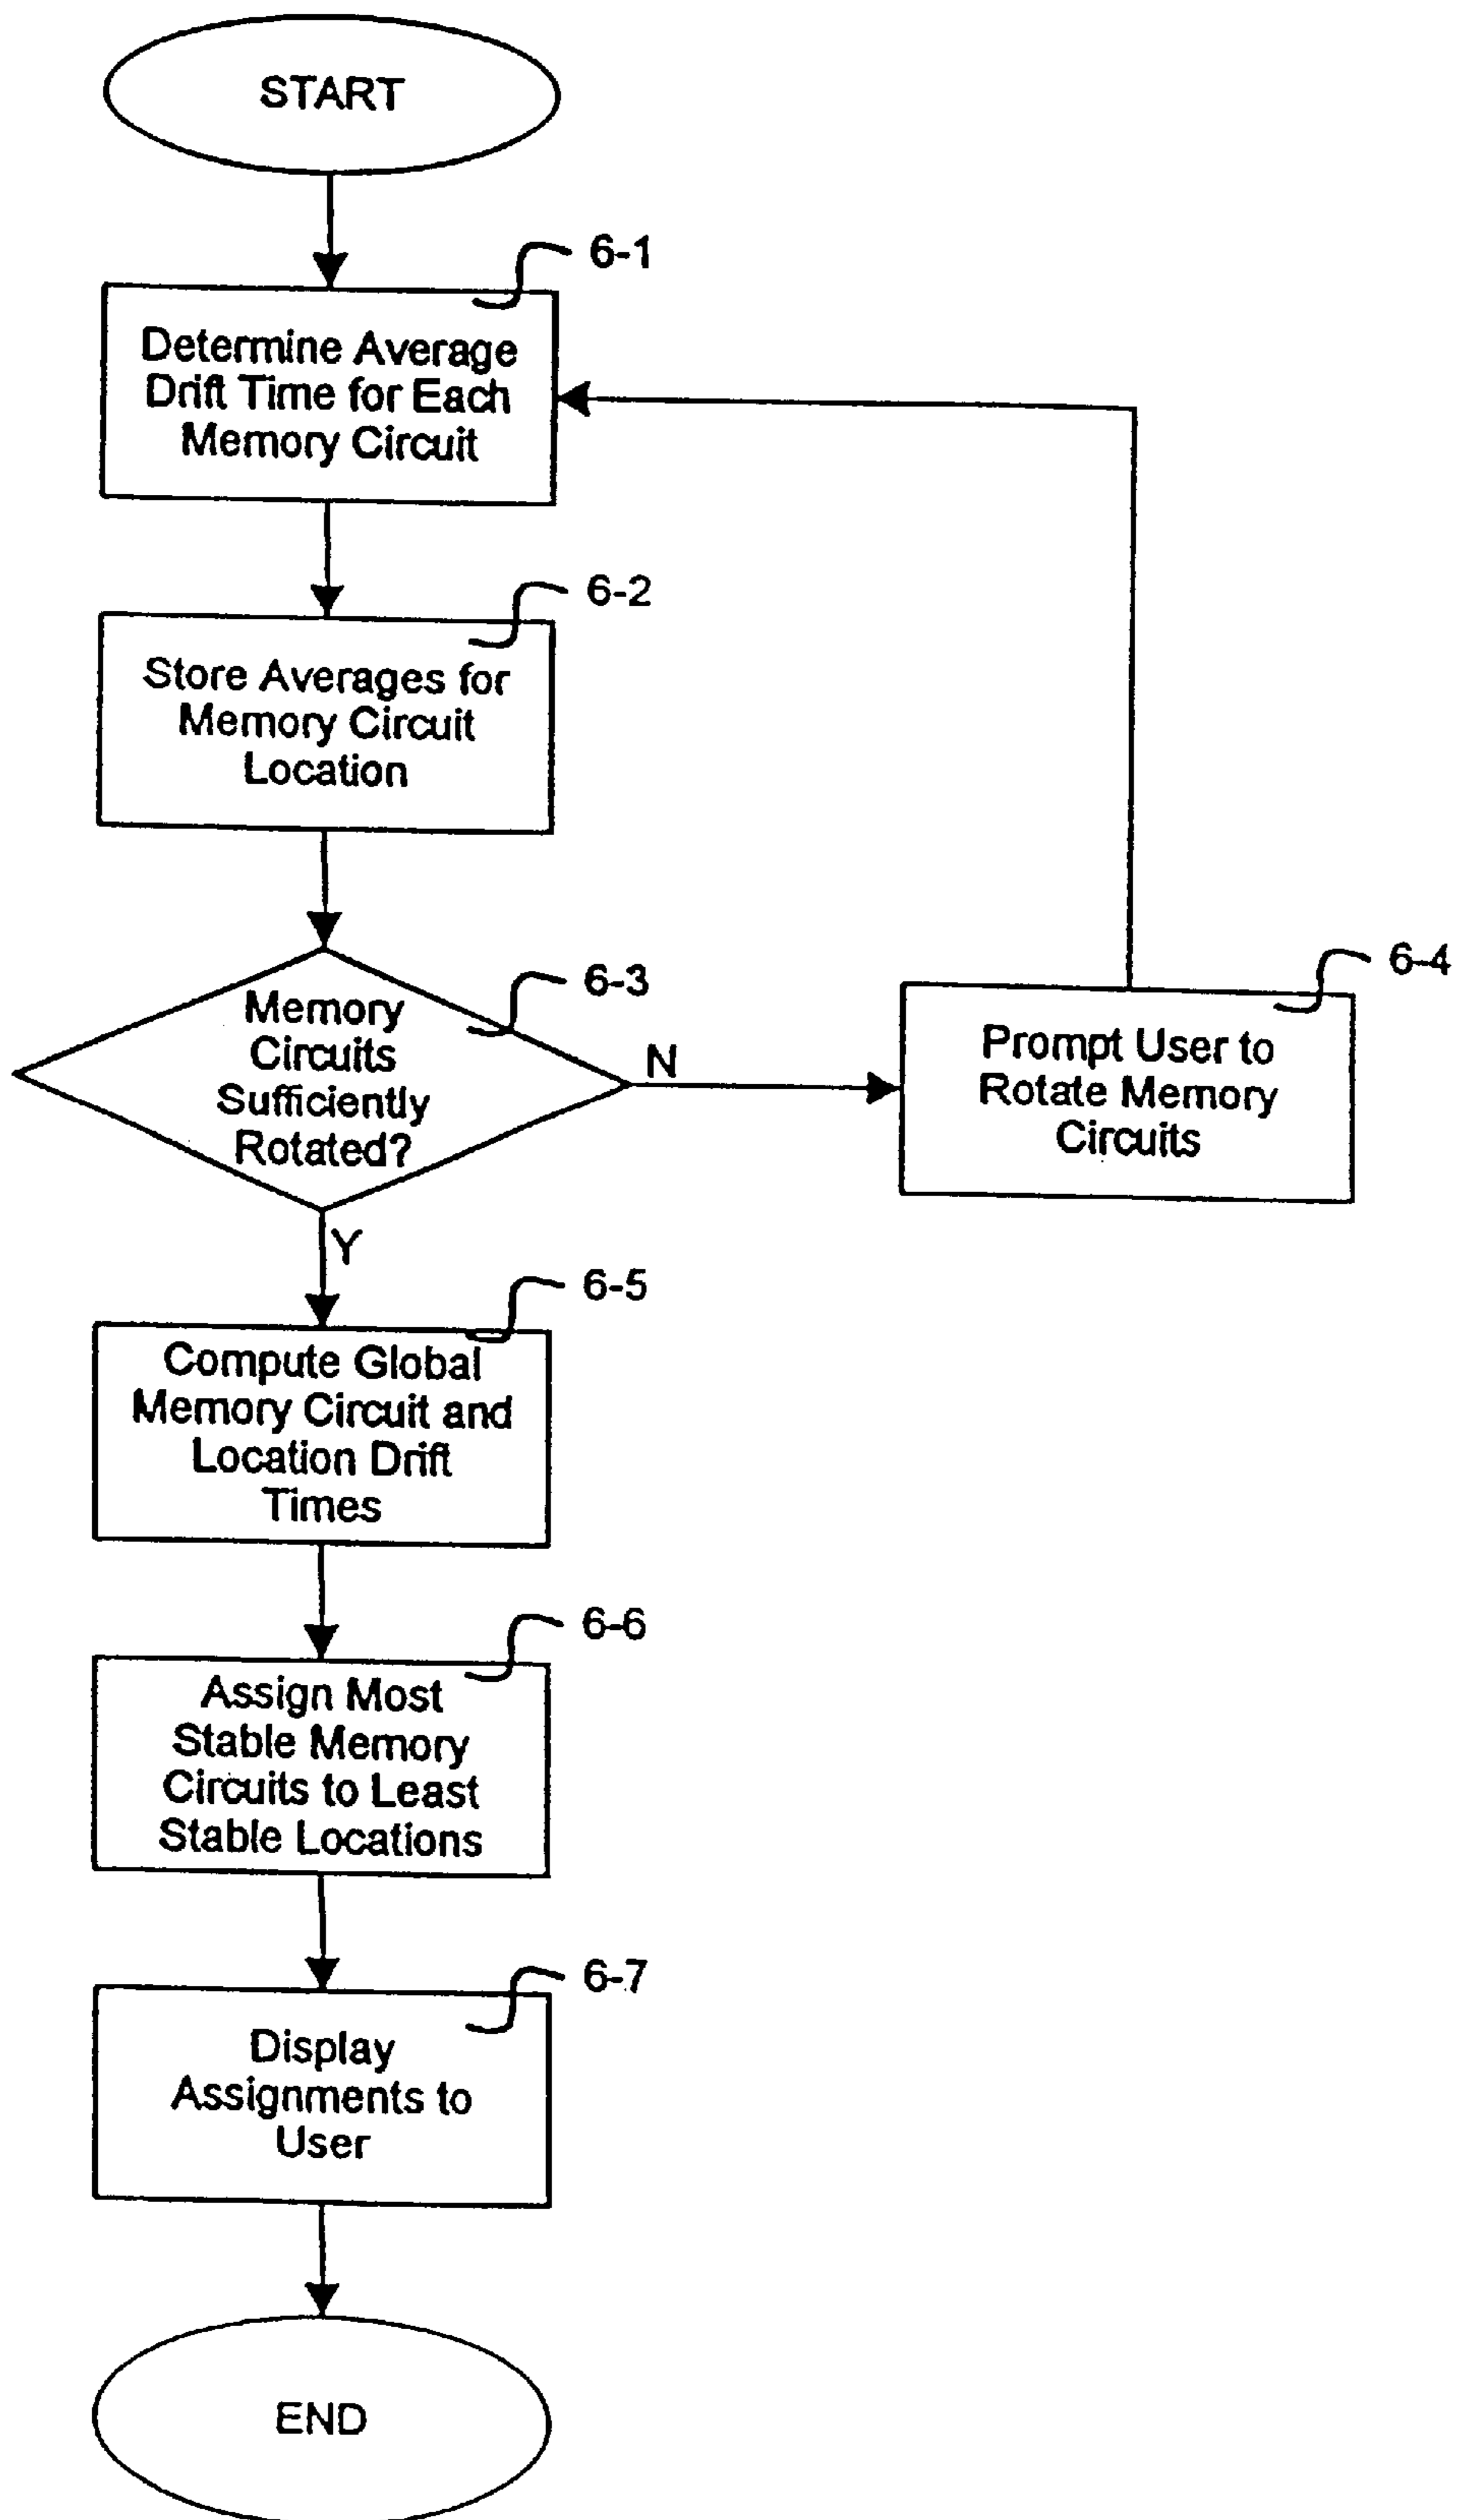 START
6-1
Determine Average
Drift Time for Each
Memory Circuit
6-2
Store Averages for
Memory Circuit
Location
6-3
Memory
Circuits
Sufficiently
Rotated?
N
6-4
Prompt User to
Rotate Memory
Circuits
Y
6-5
Compute Global
Memory Circuit and
Location Drift
Times
6-6
Assign Most
Stable Memory
Circuits to Least
Stable Locations
6-7
Display
Assignments to
User
END